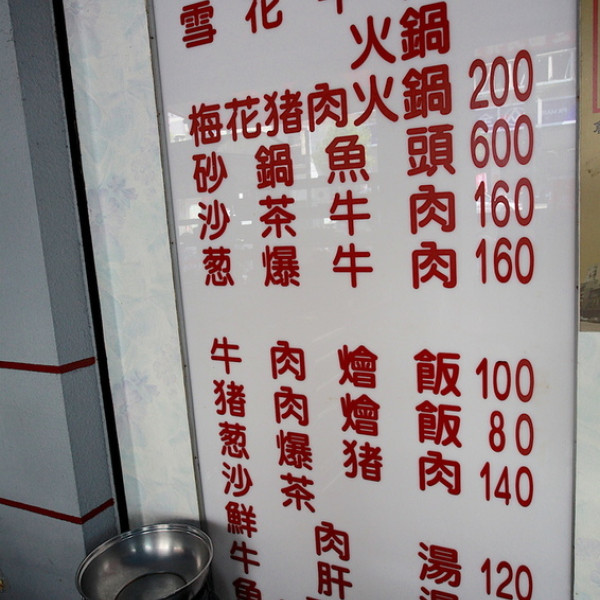 雪花牛火鍋
梅花猪肉火鍋 200
砂鍋魚頭 600
沙茶牛肉 160
葱爆牛肉 160
牛肉燴飯 100
猪肉燴飯 80
葱爆猪肉 140
沙茶
鮮肉湯 120
牛肝湯
魚